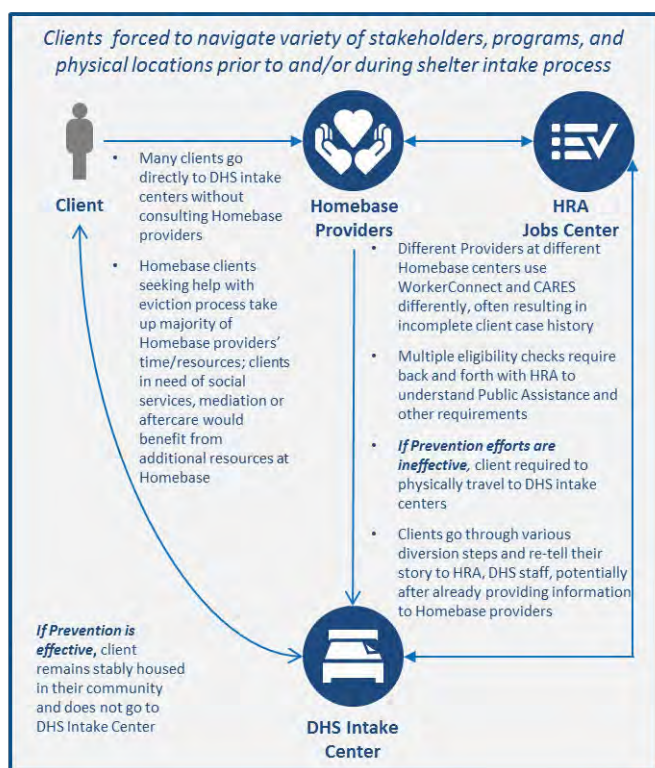 Clients forced to navigate variety of stakeholders, programs, and
physical locations prior to and/or during shelter intake process
Client
Homebase
Providers
HRA
Jobs Center
• Many clients go
directly to DHS intake
centers without
consulting Homebase
providers
• Homebase clients
seeking help with
eviction process take
up majority of
Homebase providers'
time/resources; clients
in need of social
services, mediation or
aftercare would
benefit from
additional resources at
Homebase
• Different Providers at different
Homebase centers use
WorkerConnect and CARES
differently, often resulting in
incomplete client case history
• Multiple eligibility checks require
back and forth with HRA to
understand Public Assistance and
other requirements
• If Prevention efforts are
ineffective, client required to
physically travel to DHS intake
centers
• Clients go through various
diversion steps and re-tell their
story to HRA, DHS staff, potentially
after already providing information
to Homebase providers
If Prevention is
effective, client
remains stably housed
in their community
and does not go to
DHS Intake Center
DHS Intake
Center